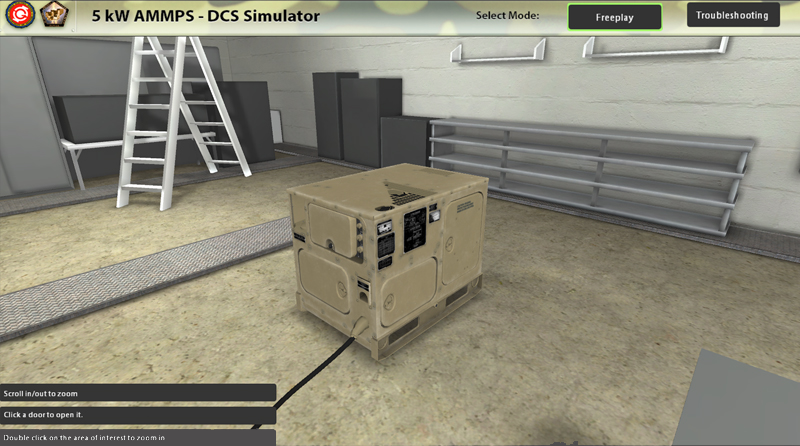 5 kW AMMPS - DCS Simulator
Select Mode:
Freeplay
Troubleshooting
Scroll in/out to zoom
Click a door to open it.
Double click on the area of interest to zoom in